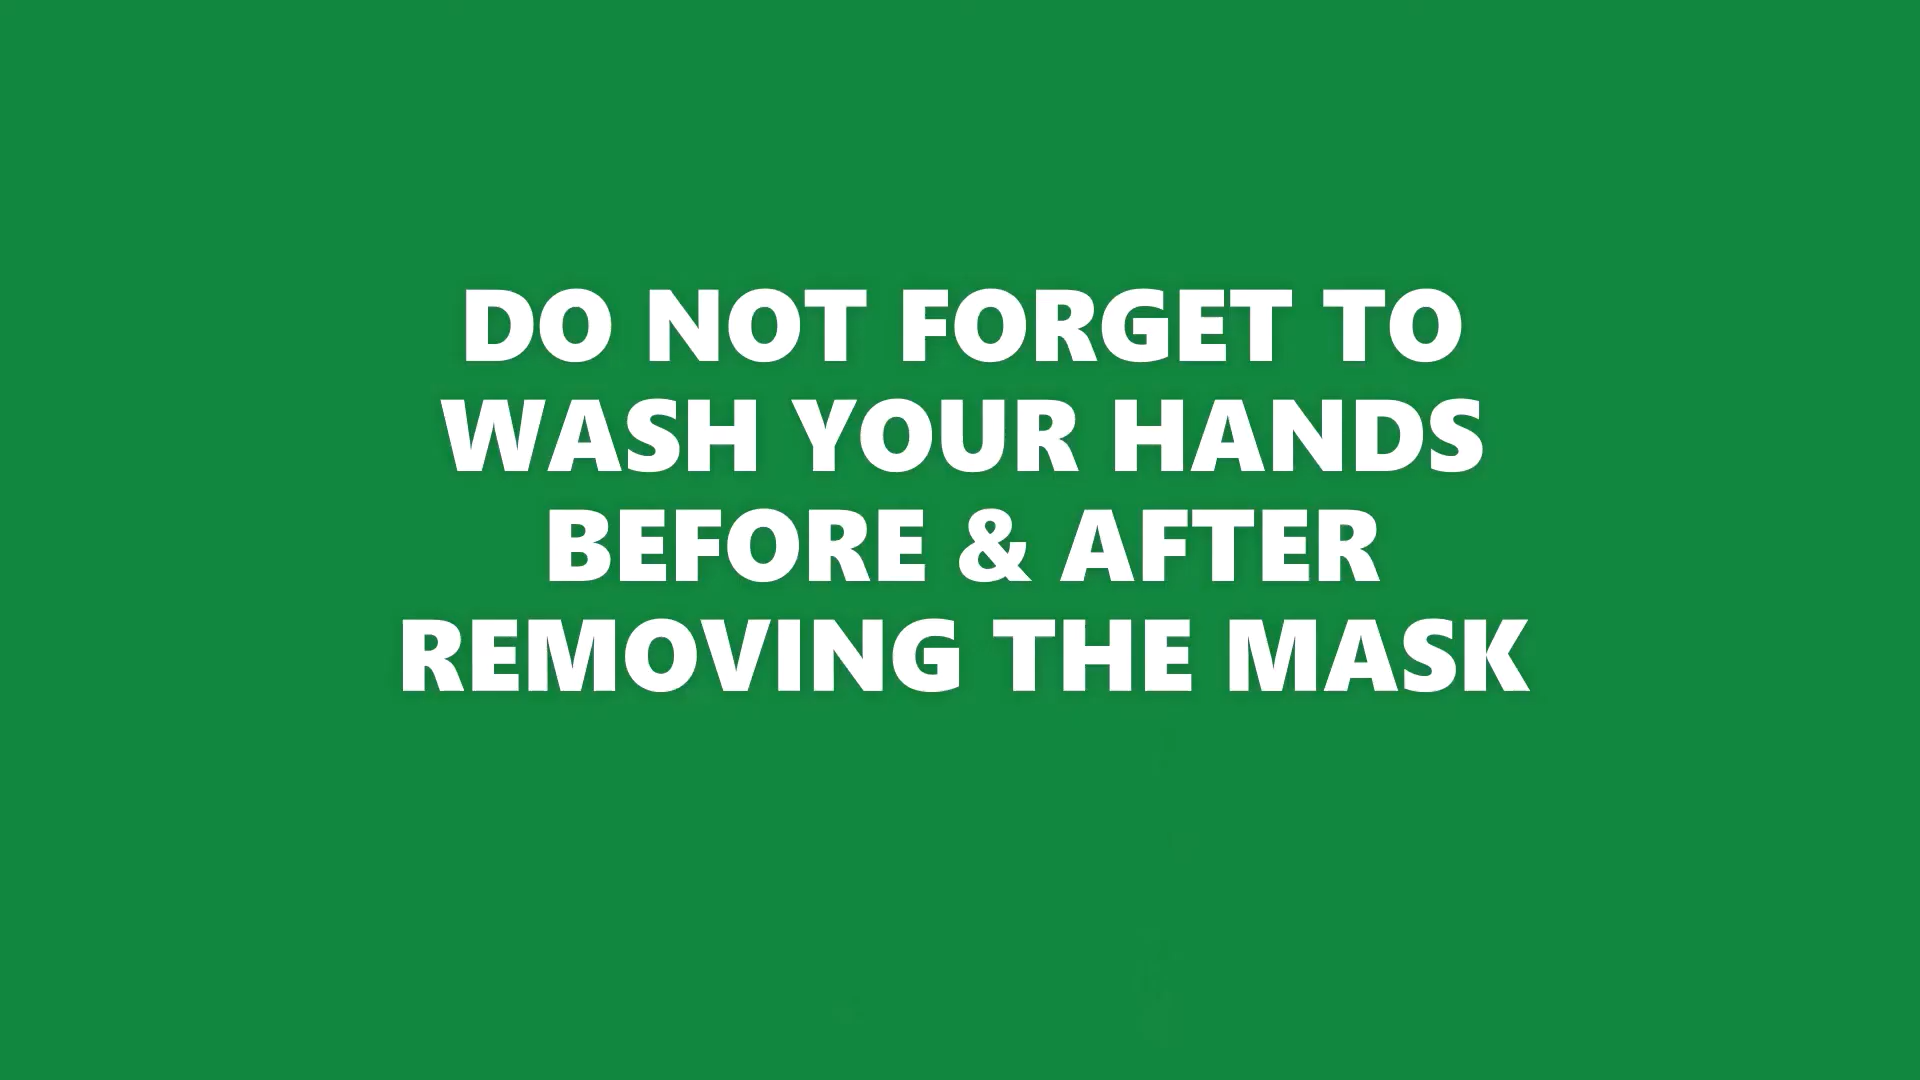 DO NOT FORGET TO
WASH YOUR HANDS
BEFORE & AFTER
REMOVING THE MASK